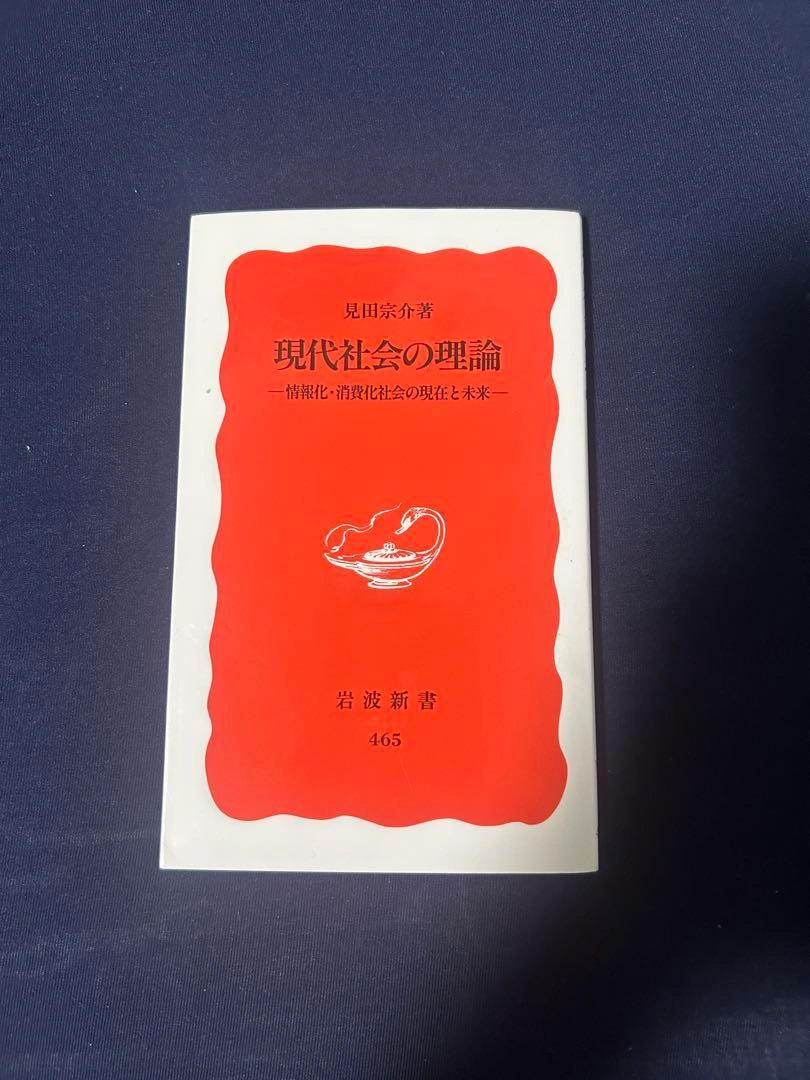 見田宗介著
現代社会の理論
―情報化・消費化社会の現在と未来―
岩波新書
465